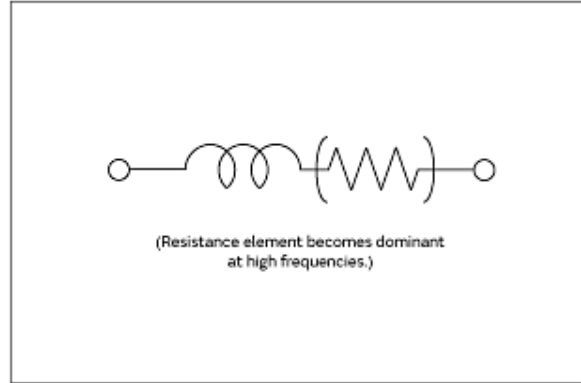 (Resistance element becomes dominant
at high frequencies.)